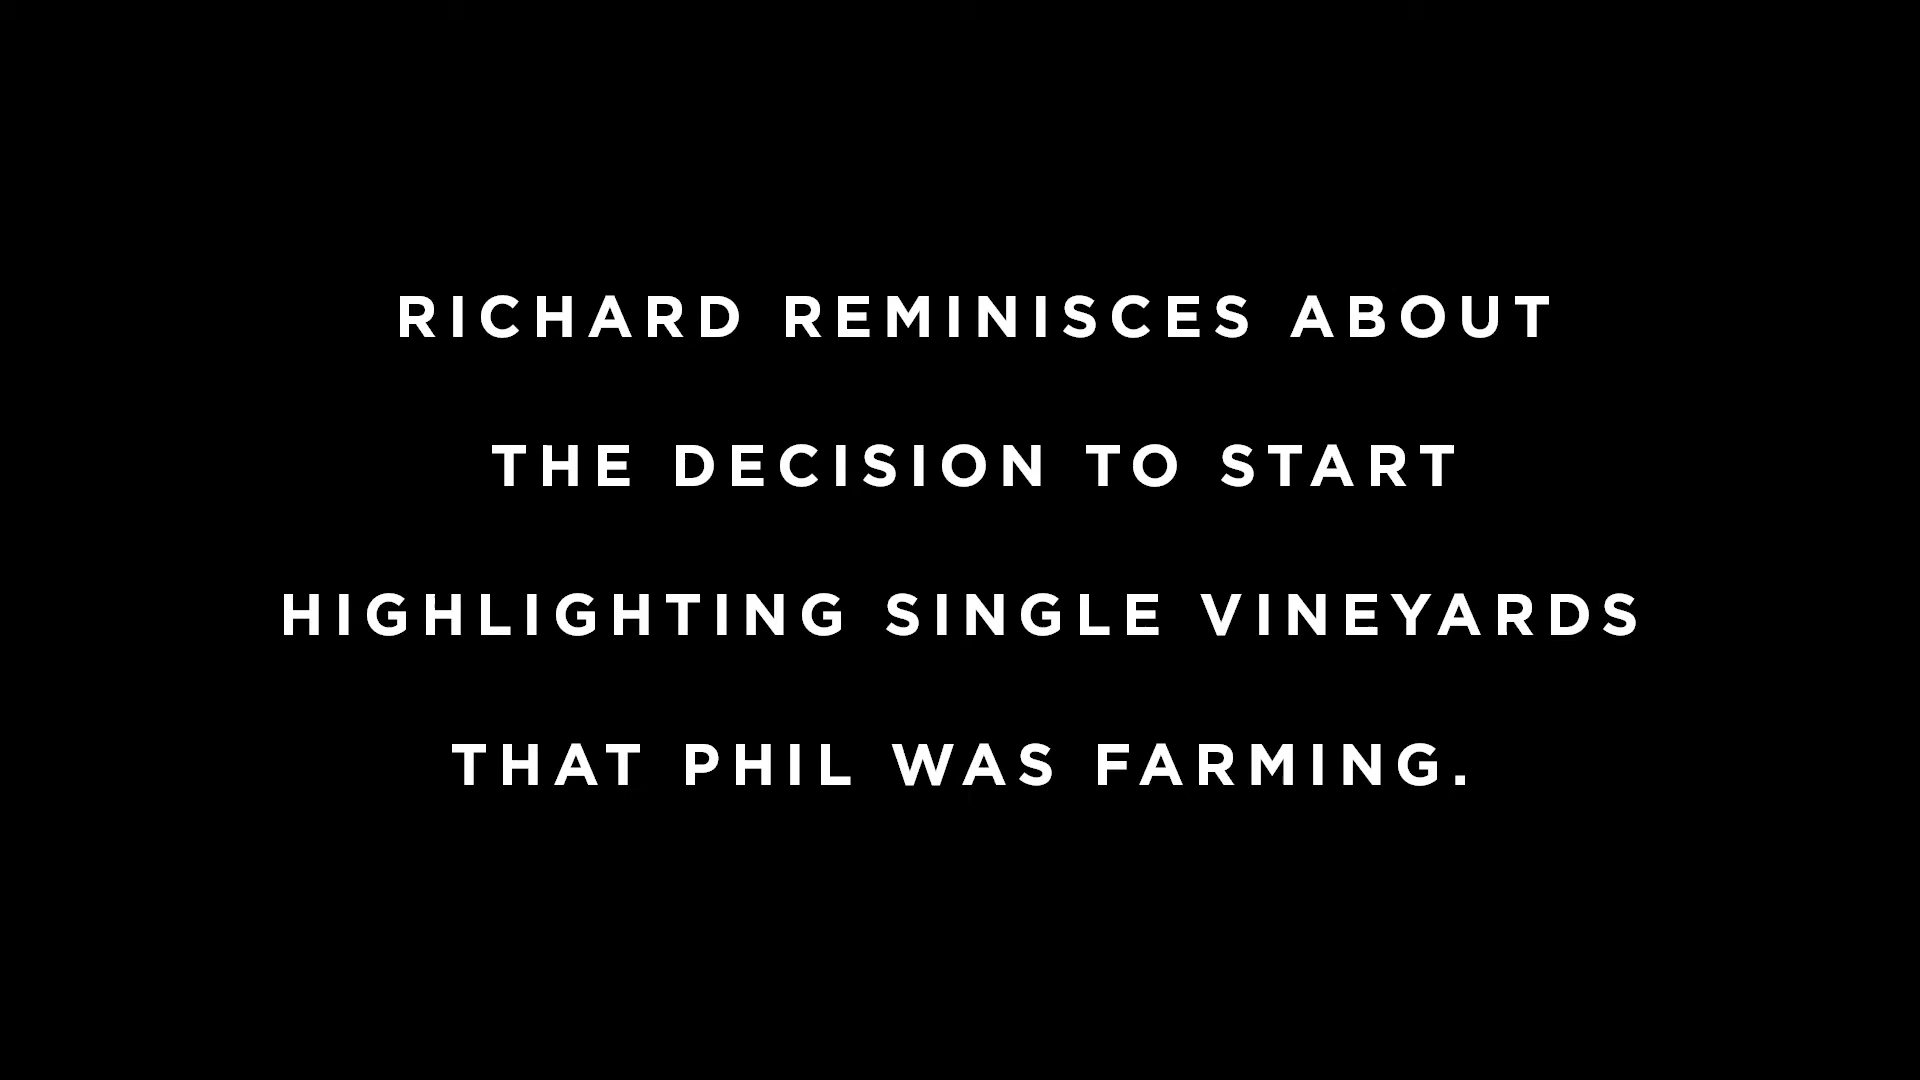 RICHARD REMINISCES ABOUT
THE DECISION TO START
HIGHLIGHTING SINGLE VINEYARDS
THAT PHIL WAS FARMING.